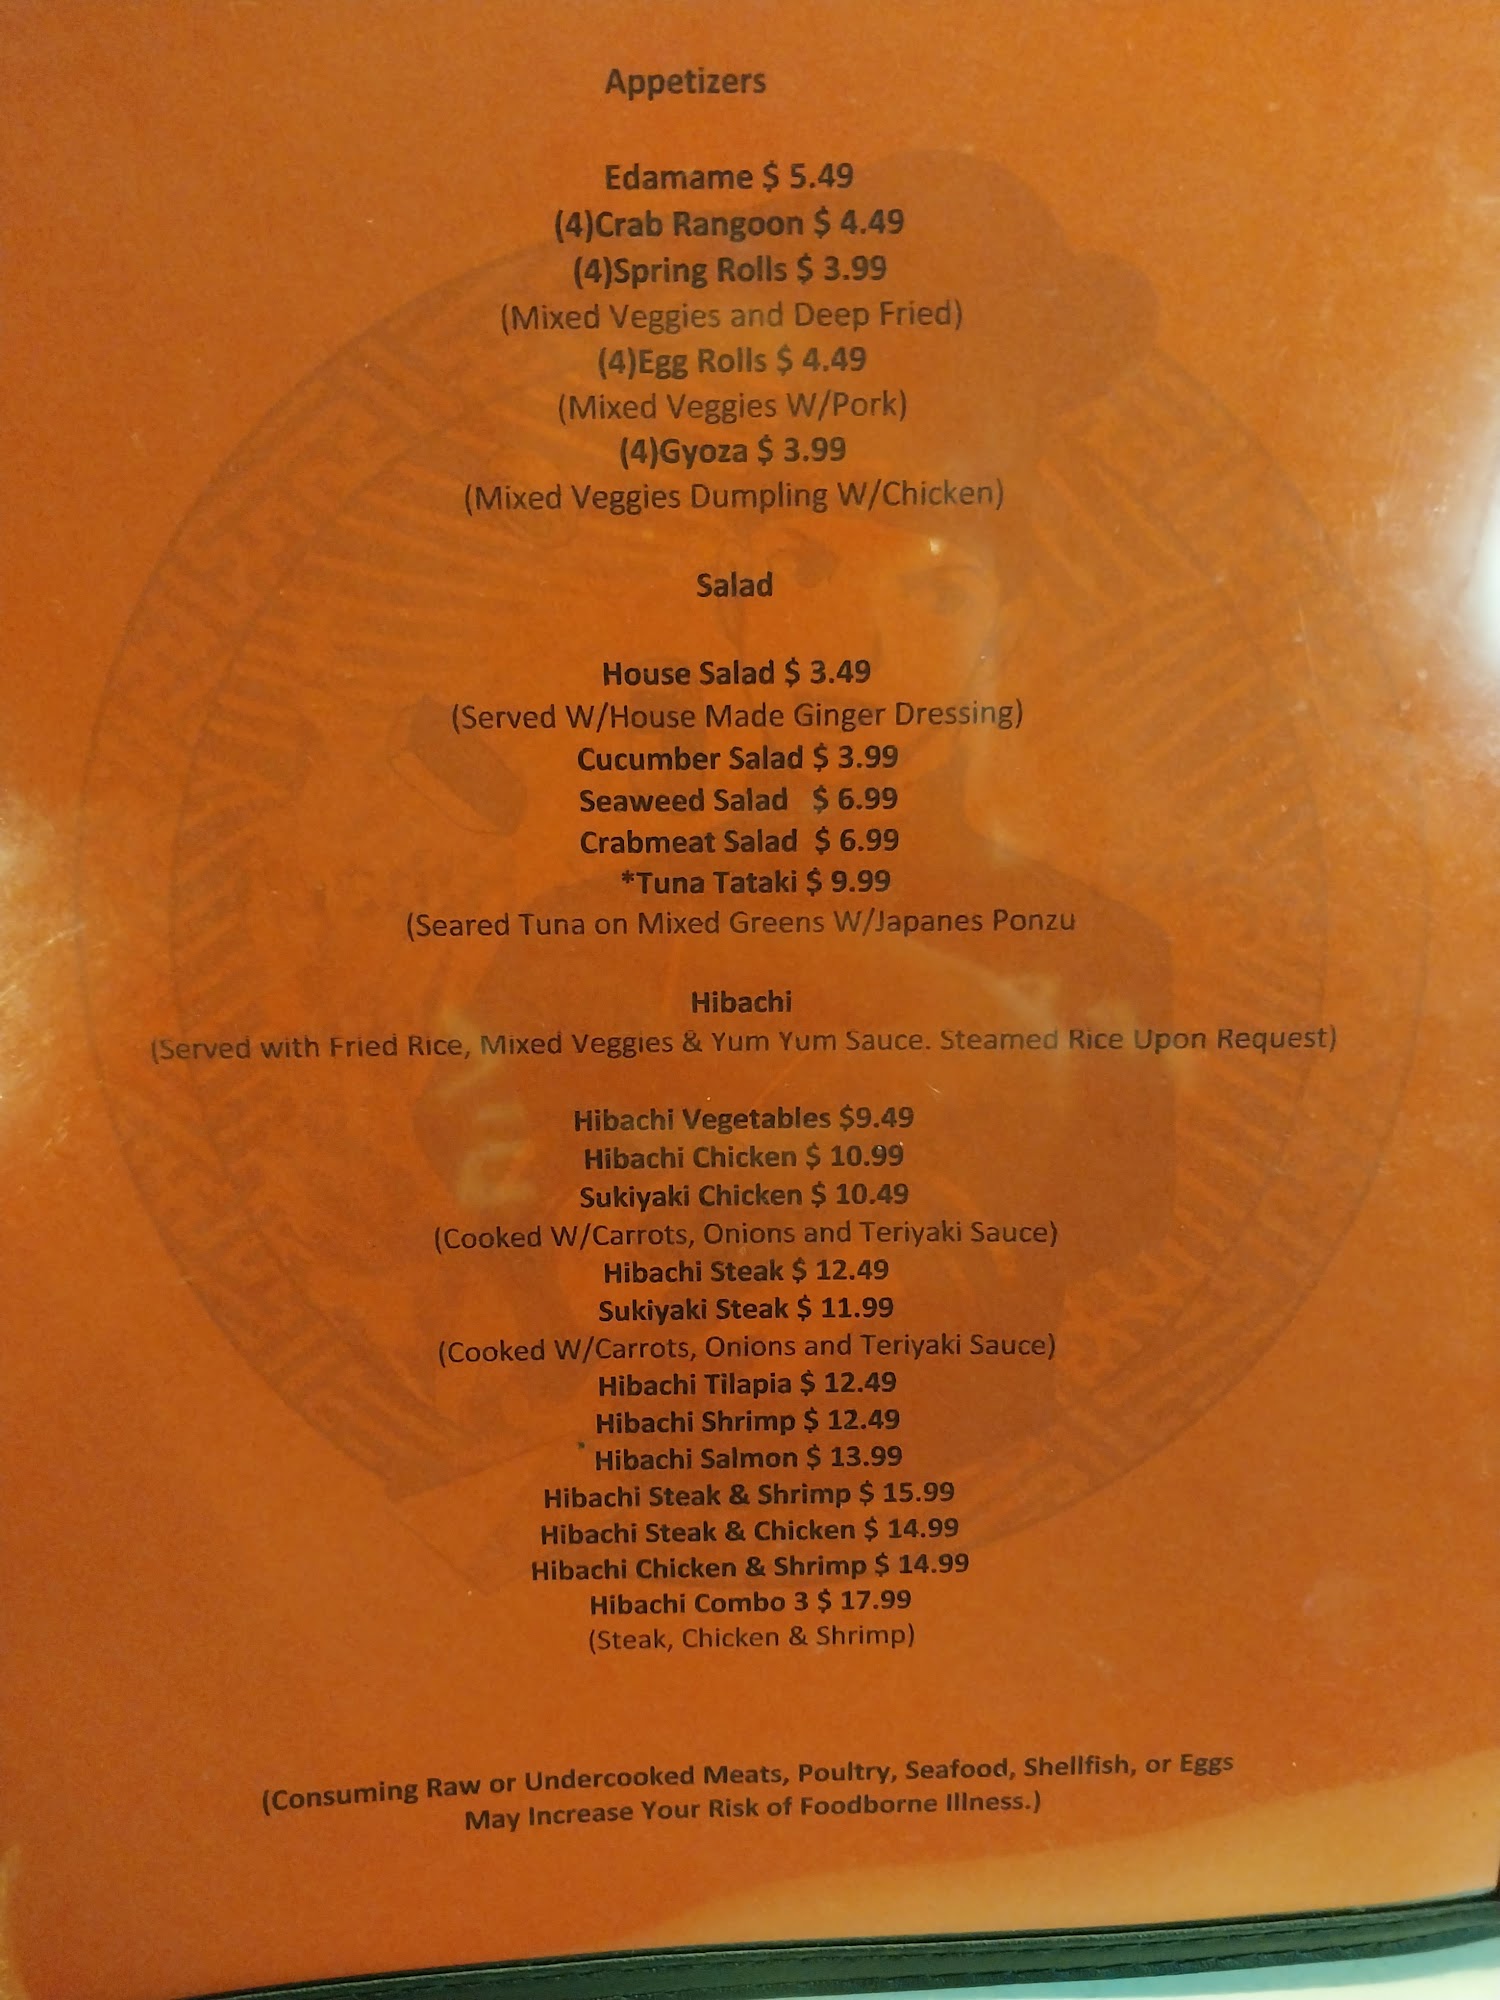 Appetizers
Edamame $ 5.49
(4)Crab Rangoon $ 4.49
(4)Spring Rolls $ 3.99
(Mixed Veggies and Deep Fried)
(4)Egg Rolls $ 4.49
(Mixed Veggies W/Pork)
(4)Gyoza $ 3.99
(Mixed Veggies Dumpling W/Chicken)
Salad
House Salad $ 3.49
(Served W/House Made Ginger Dressing)
Cucumber Salad $ 3.99
Seaweed Salad $ 6.99
Crabmeat Salad $ 6.99
*Tuna Tataki $ 9.99
(Seared Tuna on Mixed Greens W/Japanes Ponzu
Hibachi
(Served with Fried Rice, Mixed Veggies & Yum Yum Sauce. Steamed Rice Upon Request)
Hibachi Vegetables $9.49
Hibachi Chicken $ 10.99
Sukiyaki Chicken $ 10.49
(Cooked W/Carrots, Onions and Teriyaki Sauce)
Hibachi Steak $ 12.49
Sukiyaki Steak $ 11.99
(Cooked W/Carrots, Onions and Teriyaki Sauce)
Hibachi Tilapia $ 12.49
Hibachi Shrimp $ 12.49
Hibachi Salmon $ 13.99
Hibachi Steak & Shrimp $ 15.99
Hibachi Steak & Chicken $ 14.99
Hibachi Chicken & Shrimp $ 14.99
Hibachi Combo 3 $ 17.99
(Steak, Chicken & Shrimp)
(Consuming Raw or Undercooked Meats, Poultry, Seafood, Shellfish, or Eggs
May Increase Your Risk of Foodborne Illness.)